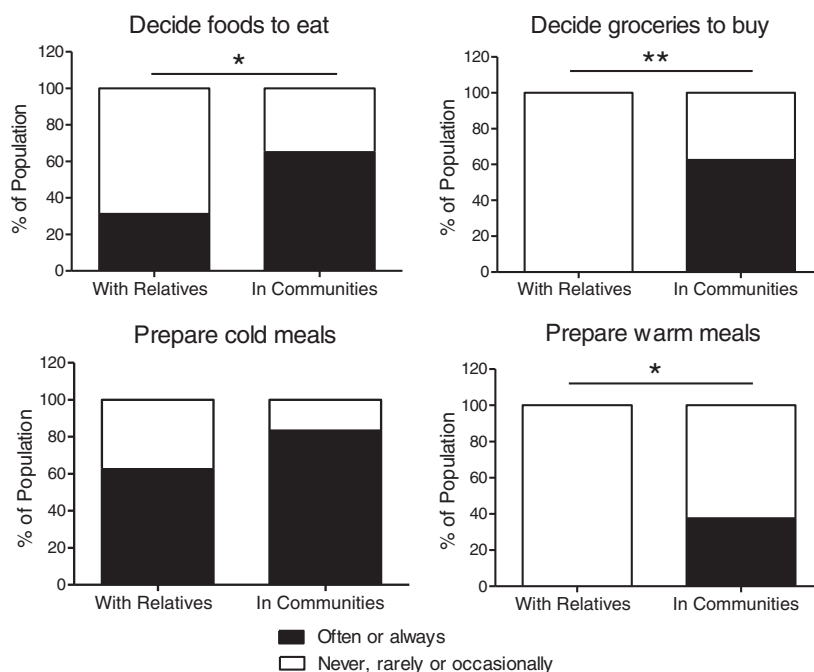 Decide foods to eat
120
*
100
80
60
40
20
0
% of Population
With Relatives In Communities
Decide groceries to buy
120
**
100
80
60
40
20
0
% of Population
With Relatives In Communities
Prepare cold meals
120
100
80
60
40
20
0
% of Population
With Relatives In Communities
Prepare warm meals
120
*
100
80
60
40
20
0
% of Population
With Relatives In Communities
Often or always
Never, rarely or occasionally